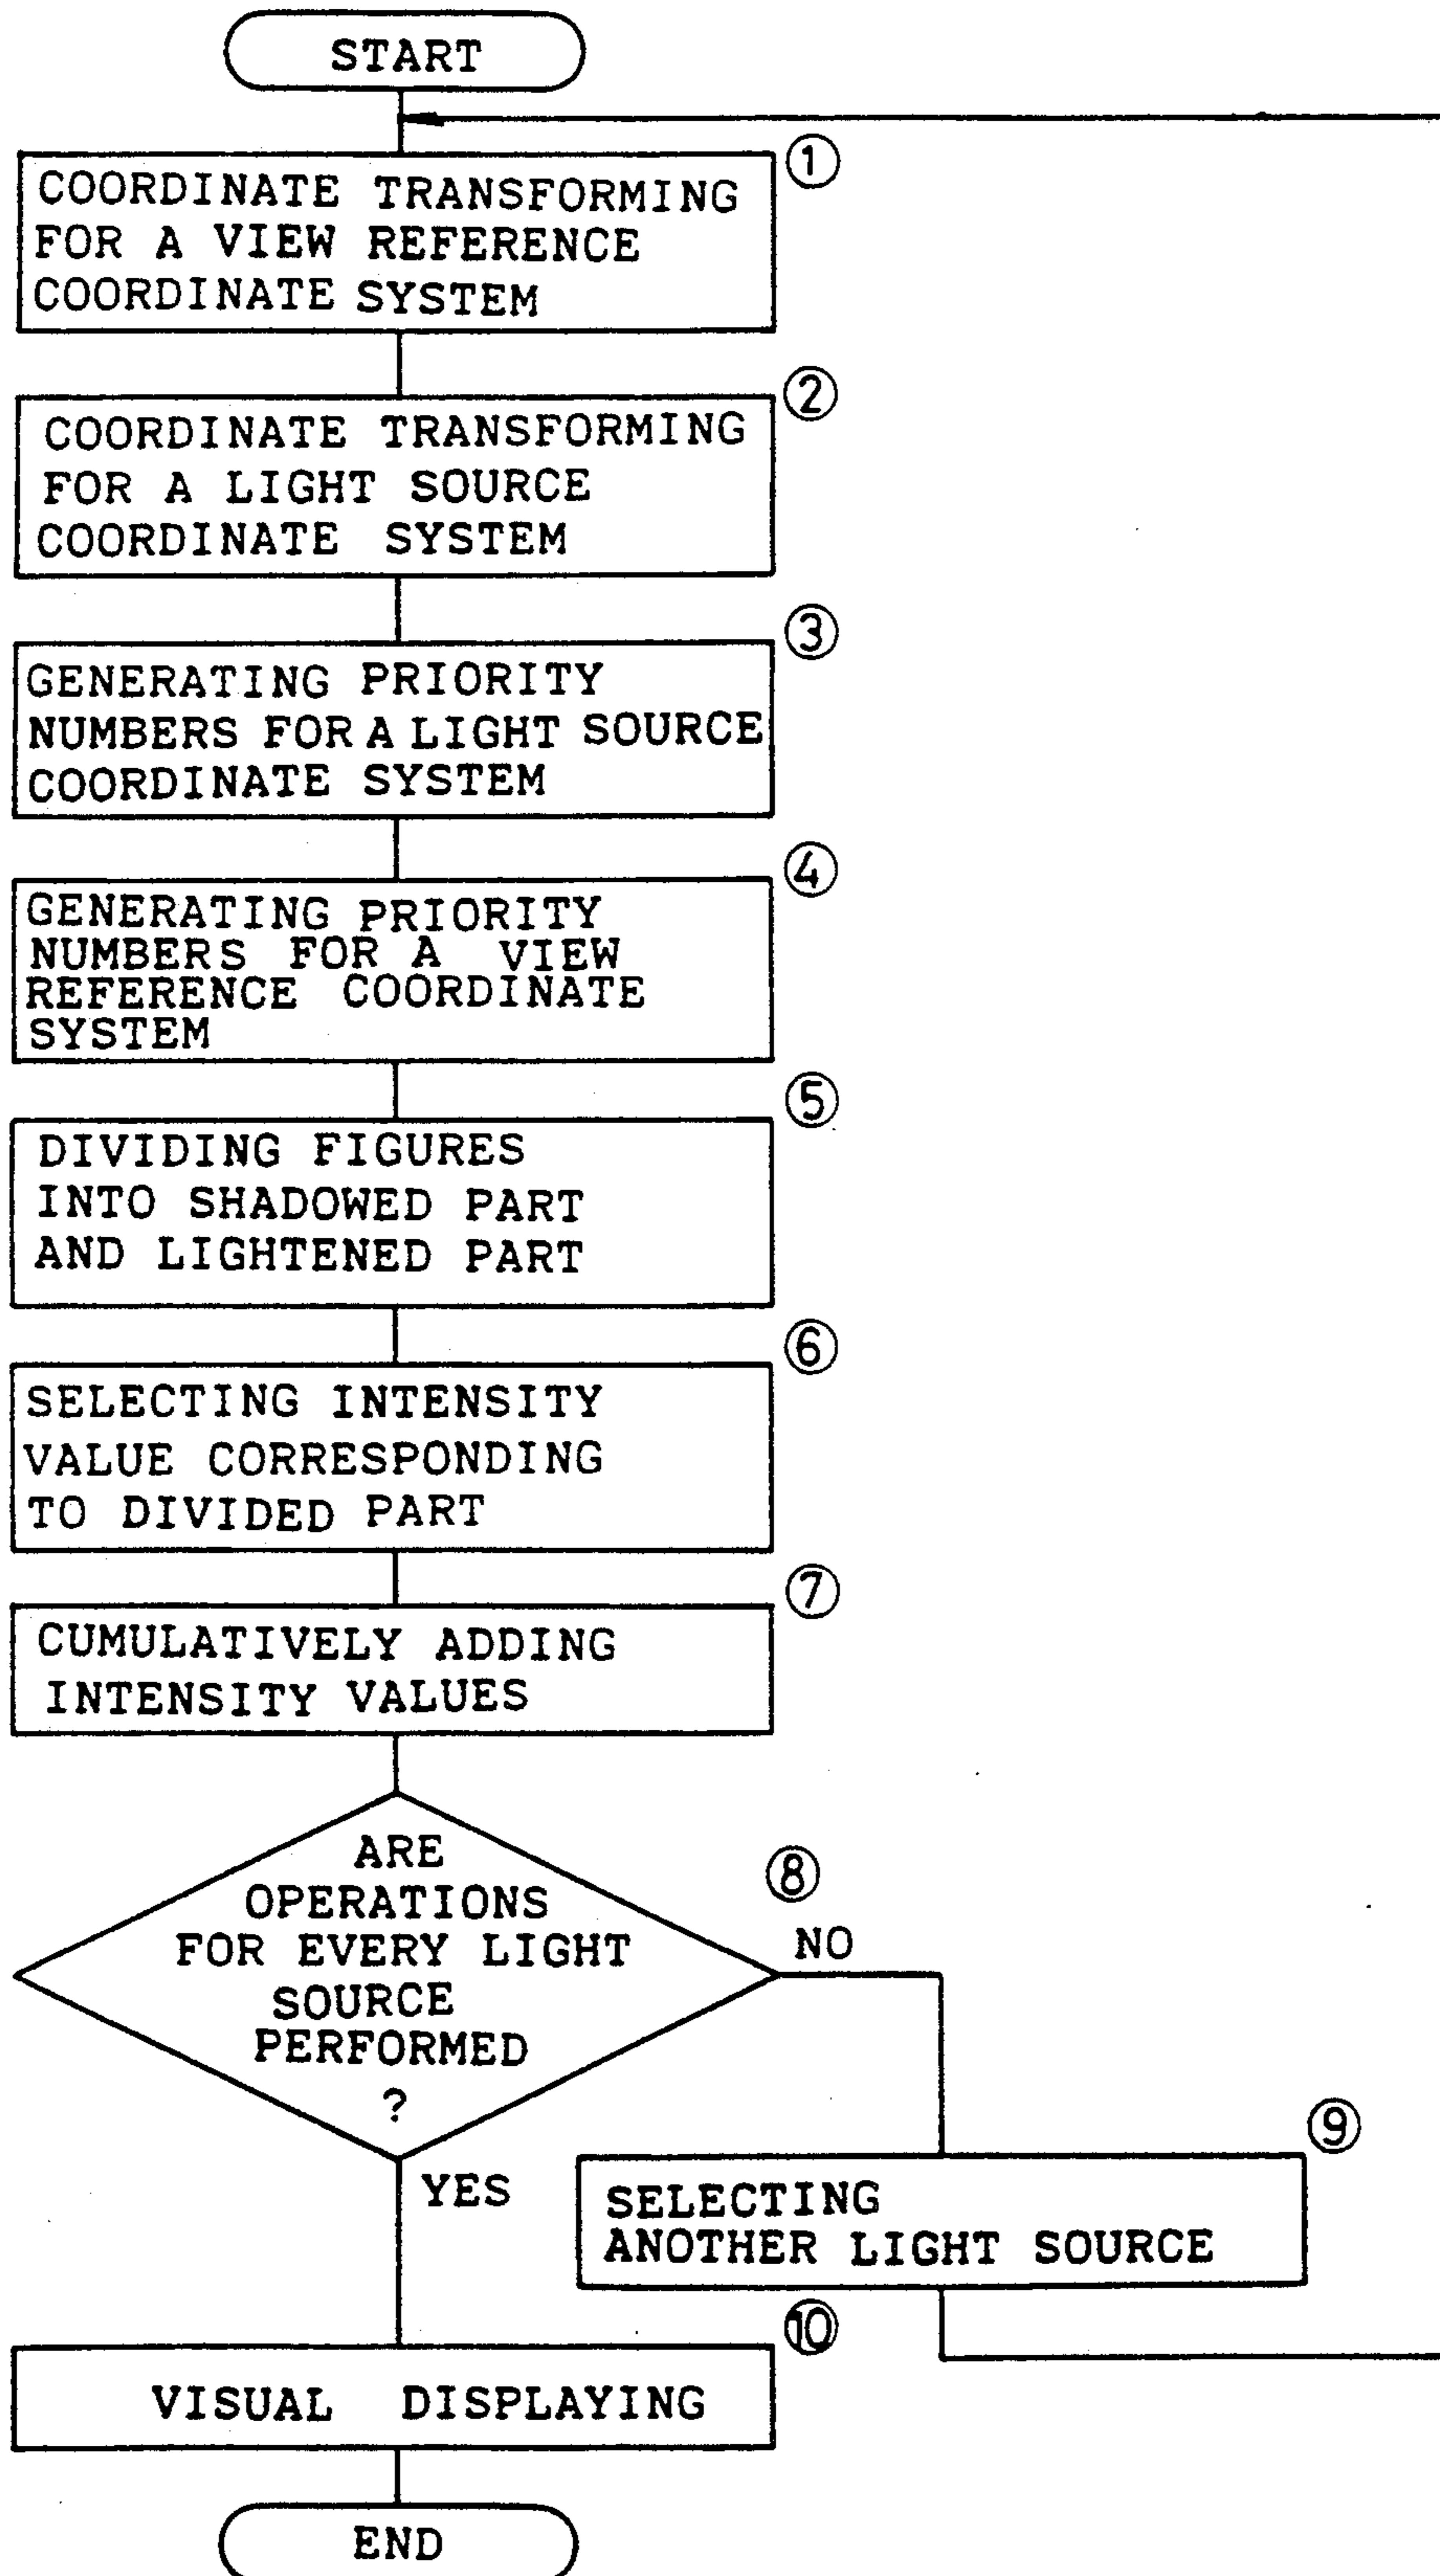 START
①
COORDINATE TRANSFORMING
FOR A VIEW REFERENCE
COORDINATE SYSTEM
②
COORDINATE TRANSFORMING
FOR A LIGHT SOURCE
COORDINATE SYSTEM
③
GENERATING PRIORITY
NUMBERS FOR A LIGHT SOURCE
COORDINATE SYSTEM
④
GENERATING PRIORITY
NUMBERS FOR A VIEW
REFERENCE COORDINATE
SYSTEM
⑤
DIVIDING FIGURES
INTO SHADOWED PART
AND LIGHTENED PART
⑥
SELECTING INTENSITY
VALUE CORRESPONDING
TO DIVIDED PART
⑦
CUMULATIVELY ADDING
INTENSITY VALUES
⑧
ARE
OPERATIONS
FOR EVERY LIGHT
SOURCE
PERFORMED
?
NO
YES
⑨
SELECTING
ANOTHER LIGHT SOURCE
⑩
VISUAL DISPLAYING
END